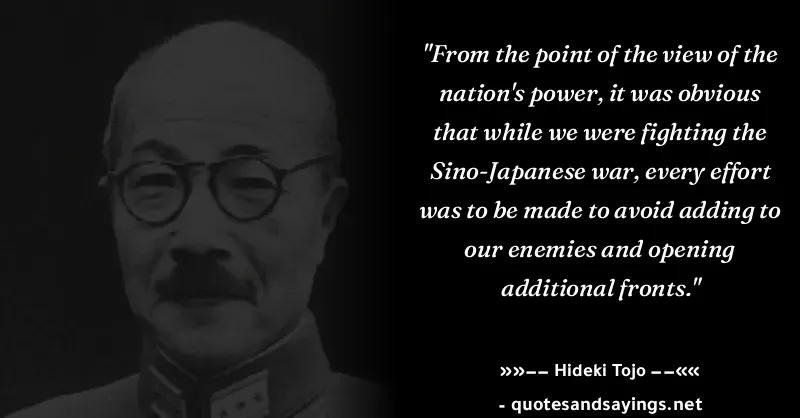 "From the point of the view of the
nation's power, it was obvious
that while we were fighting the
Sino-Japanese war, every effort
was to be made to avoid adding to
our enemies and opening
additional fronts."
»»–– Hideki Tojo ––««
- quotesandsayings.net